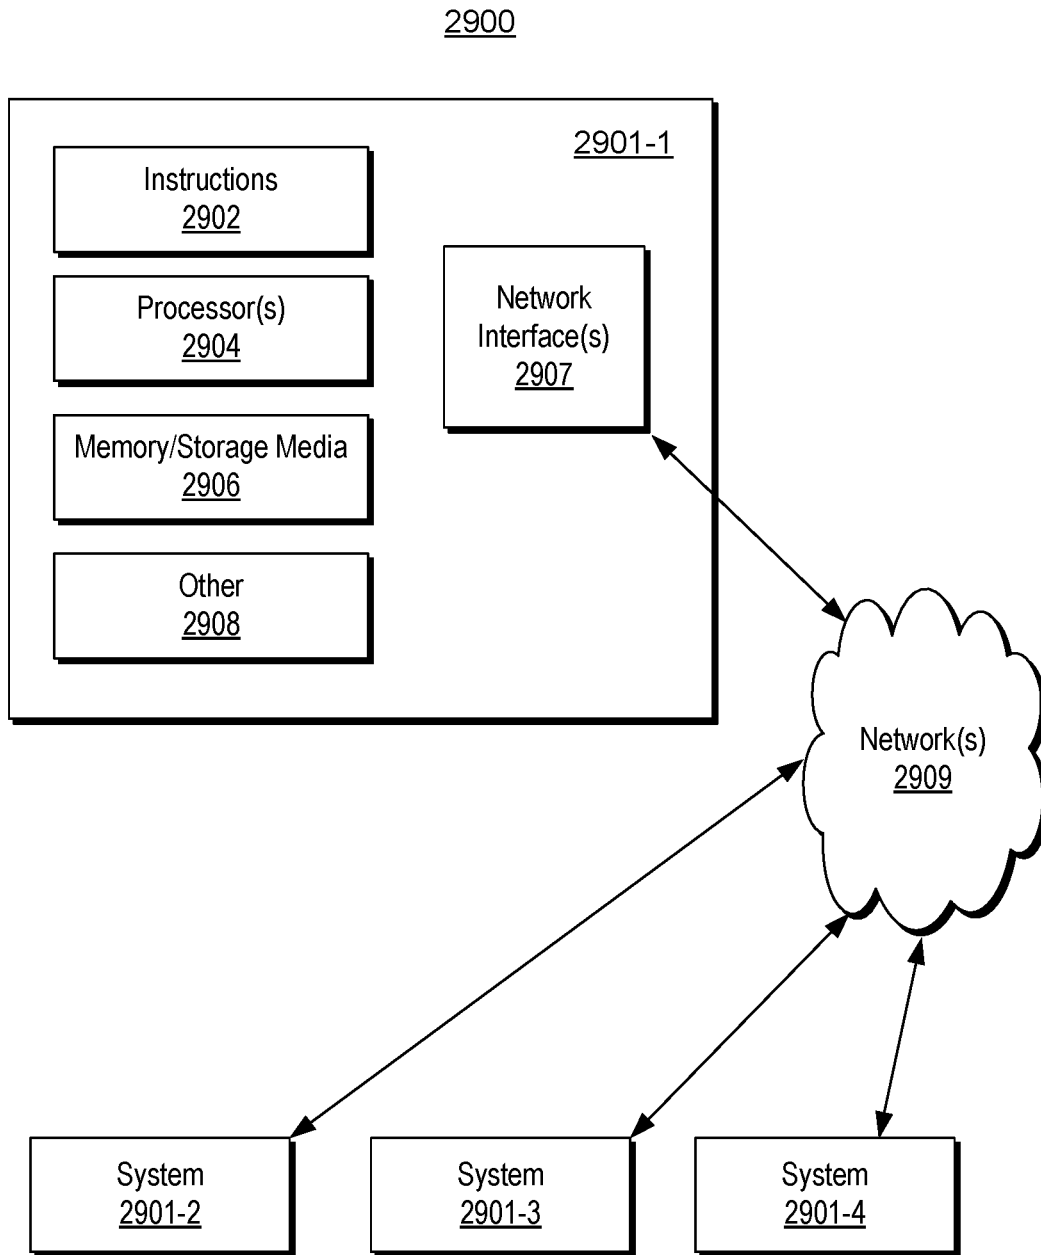 2900
2901-1
Instructions
2902
Processor(s)
2904
Memory/Storage Media
2906
Other
2908
Network
Interface(s)
2907
Network(s)
2909
System
2901-2
System
2901-3
System
2901-4